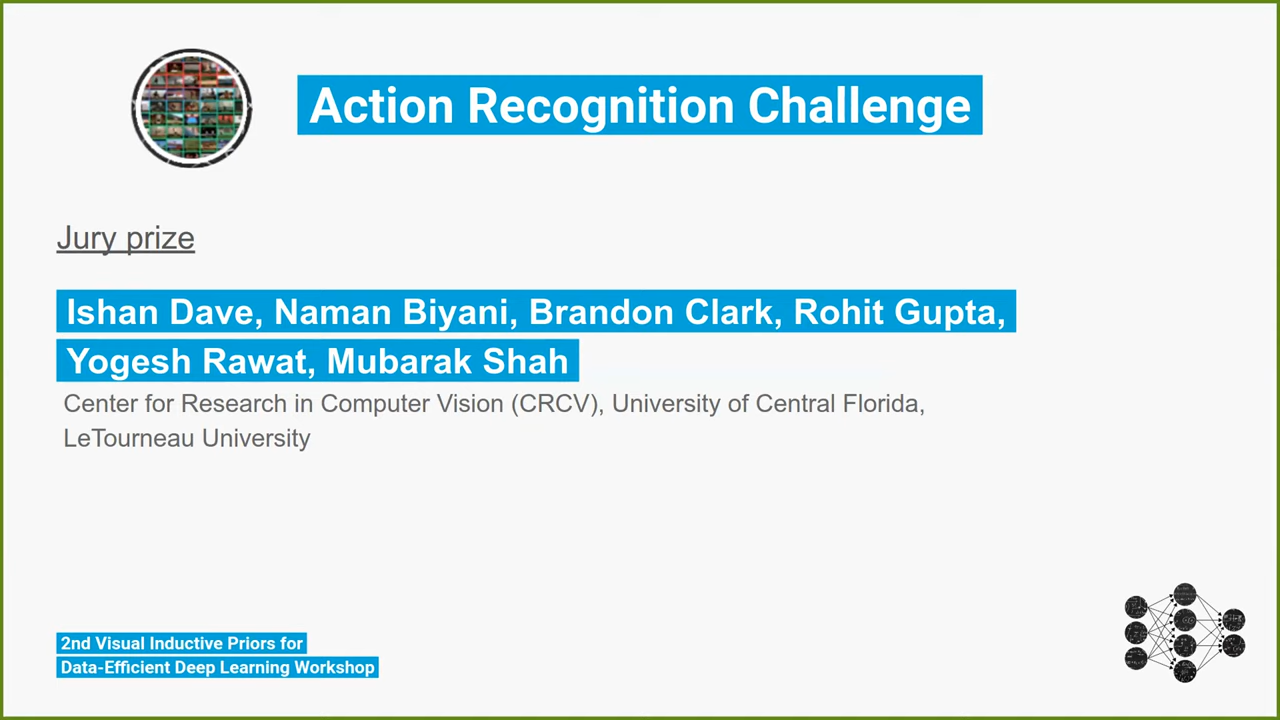 Action Recognition Challenge
Jury prize
Ishan Dave, Naman Biyani, Brandon Clark, Rohit Gupta,
Yogesh Rawat, Mubarak Shah
Center for Research in Computer Vision (CRCV), University of Central Florida,
LeTourneau University
2nd Visual Inductive Priors for
Data-Efficient Deep Learning Workshop